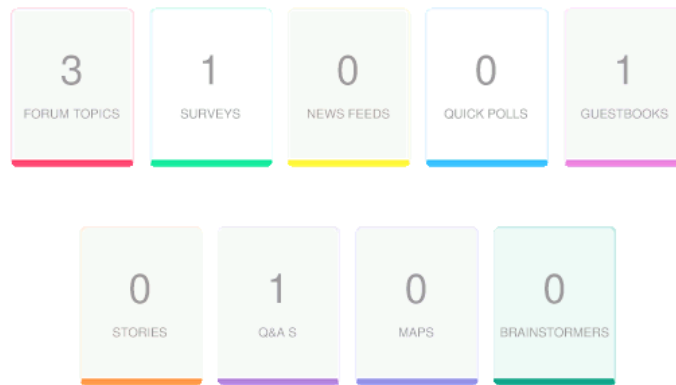 3 1 0 0 1
FORUM TOPICS SURVEYS NEWS FEEDS QUICK POLLS GUESTBOOKS
0 1 0 0
STORIES Q&A S MAPS BRAINSTORMERS